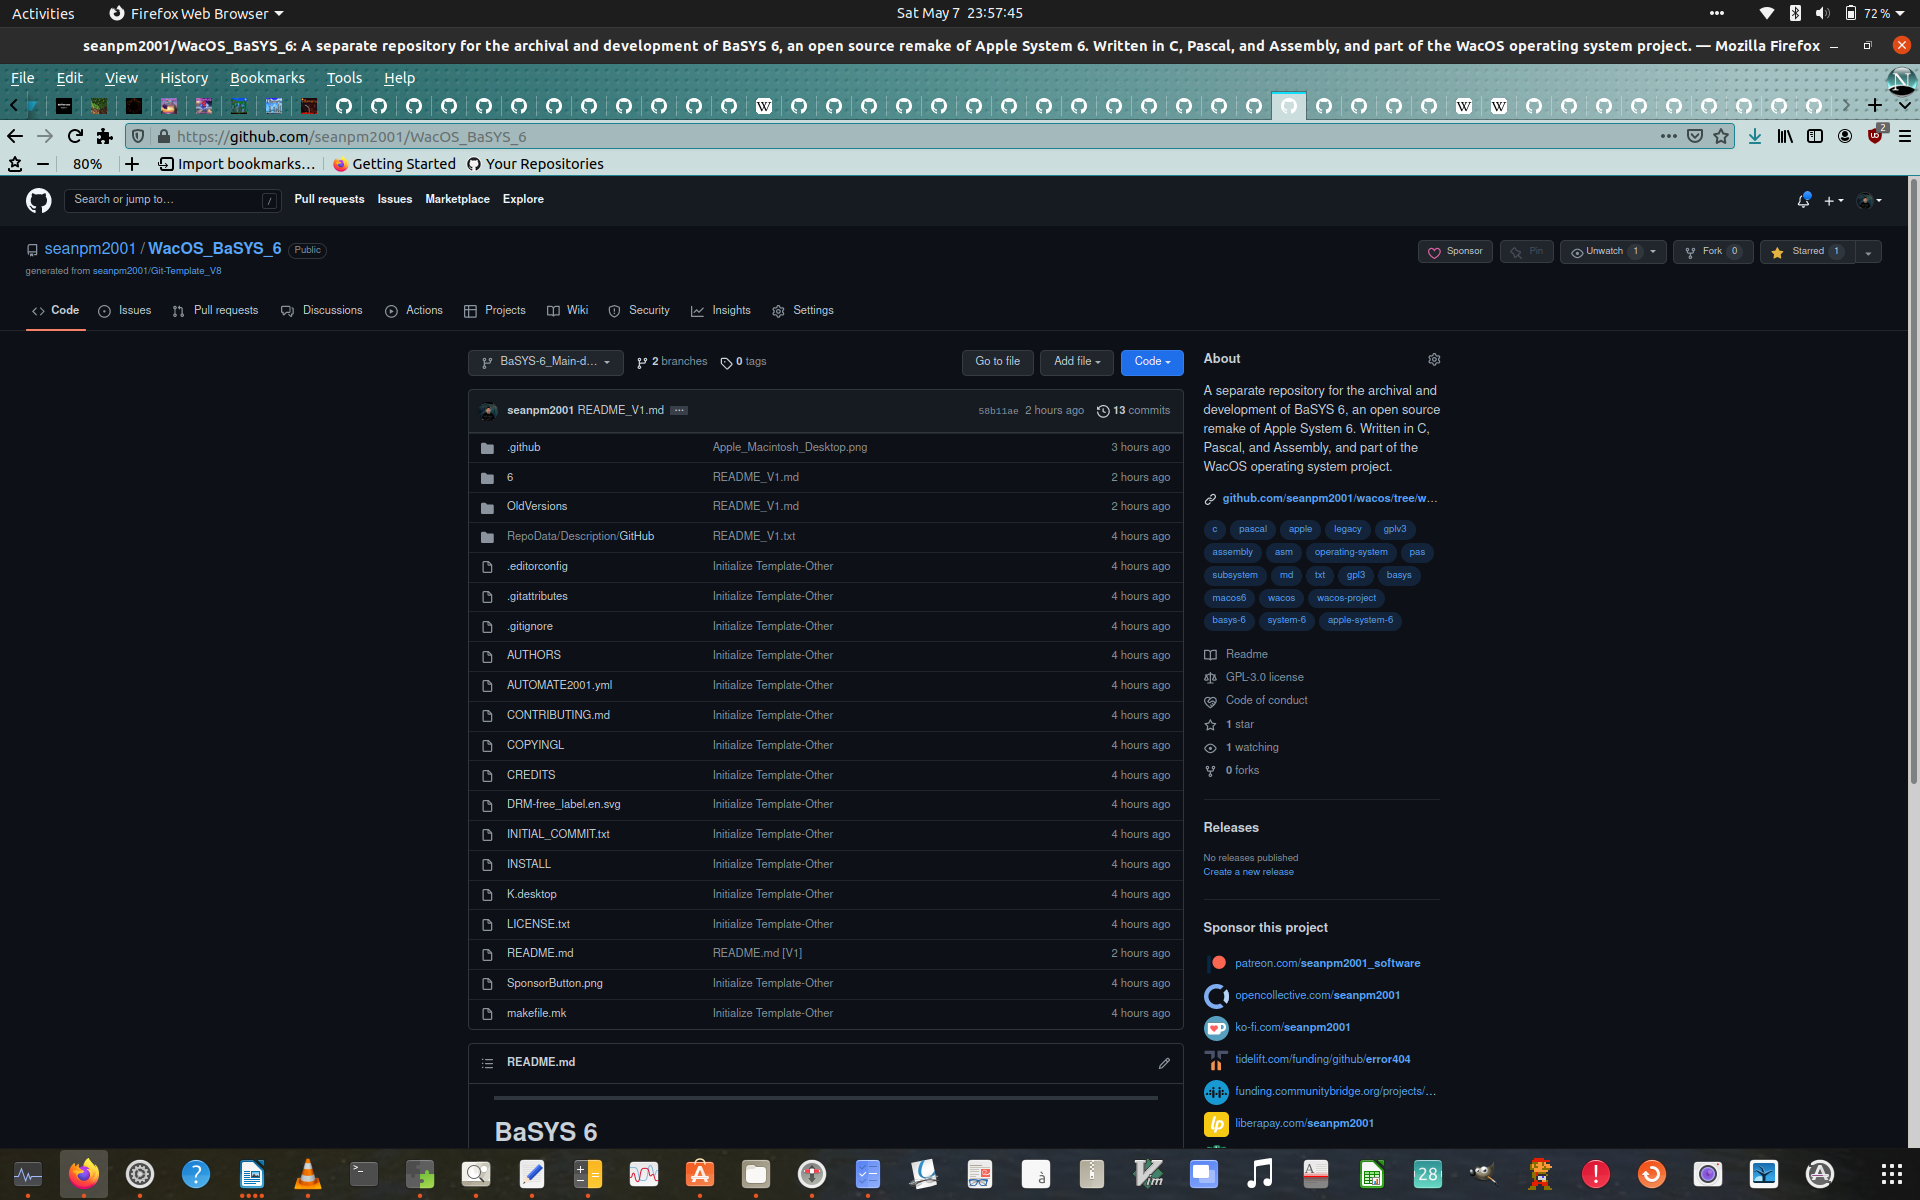 Activities Firefox Web Browser Sat May 7 23:57:45 72 %
seanpm2001/WacOS_BaSYS_6: A separate repository for the archival and development of BaSYS 6, an open source remake of Apple System 6. Written in C, Pascal, and Assembly, and part of the WacOS operating system project. — Mozilla Firefox
File Edit View History Bookmarks Tools Help
https://github.com/seanpm2001/WacOS_BaSYS_6 2
80% Import bookmarks... Getting Started Your Repositories
Search or jump to... / Pull requests Issues Marketplace Explore
seanpm2001 / WacOS_BaSYS_6 Public
Sponsor Pin Unwatch 1 Fork 0 Starred 1
generated from seanpm2001/Git-Template_V8
Code Issues Pull requests Discussions Actions Projects Wiki Security Insights Settings
BaSYS-6_Main-d... 2 branches 0 tags Go to file Add file Code
seanpm2001 README_V1.md ... 58b11ae 2 hours ago 13 commits
.github Apple_Macintosh_Desktop.png 3 hours ago
6 README_V1.md 2 hours ago
OldVersions README_V1.md 2 hours ago
RepoData/Description/GitHub README_V1.txt 4 hours ago
.editorconfig Initialize Template-Other 4 hours ago
.gitattributes Initialize Template-Other 4 hours ago
.gitignore Initialize Template-Other 4 hours ago
AUTHORS Initialize Template-Other 4 hours ago
AUTOMATE2001.yml Initialize Template-Other 4 hours ago
CONTRIBUTING.md Initialize Template-Other 4 hours ago
COPYINGL Initialize Template-Other 4 hours ago
CREDITS Initialize Template-Other 4 hours ago
DRM-free_label.en.svg Initialize Template-Other 4 hours ago
INITIAL_COMMIT.txt Initialize Template-Other 4 hours ago
INSTALL Initialize Template-Other 4 hours ago
K.desktop Initialize Template-Other 4 hours ago
LICENSE.txt Initialize Template-Other 4 hours ago
README.md README.md [V1] 2 hours ago
SponsorButton.png Initialize Template-Other 4 hours ago
makefile.mk Initialize Template-Other 4 hours ago
README.md
BaSYS 6
About
A separate repository for the archival and
development of BaSYS 6, an open source
remake of Apple System 6. Written in C,
Pascal, and Assembly, and part of the
WacOS operating system project.
github.com/seanpm2001/wacos/tree/w...
c pascal apple legacy gplv3
assembly asm operating-system pas
subsystem md txt gpl3 basys
macos6 wacos wacos-project
basys-6 system-6 apple-system-6
Readme
GPL-3.0 license
Code of conduct
1 star
1 watching
0 forks
Releases
No releases published
Create a new release
Sponsor this project
patreon.com/seanpm2001_software
opencollective.com/seanpm2001
ko-fi.com/seanpm2001
tidelift.com/funding/github/error404
funding.communitybridge.org/projects/...
liberapay.com/seanpm2001
28